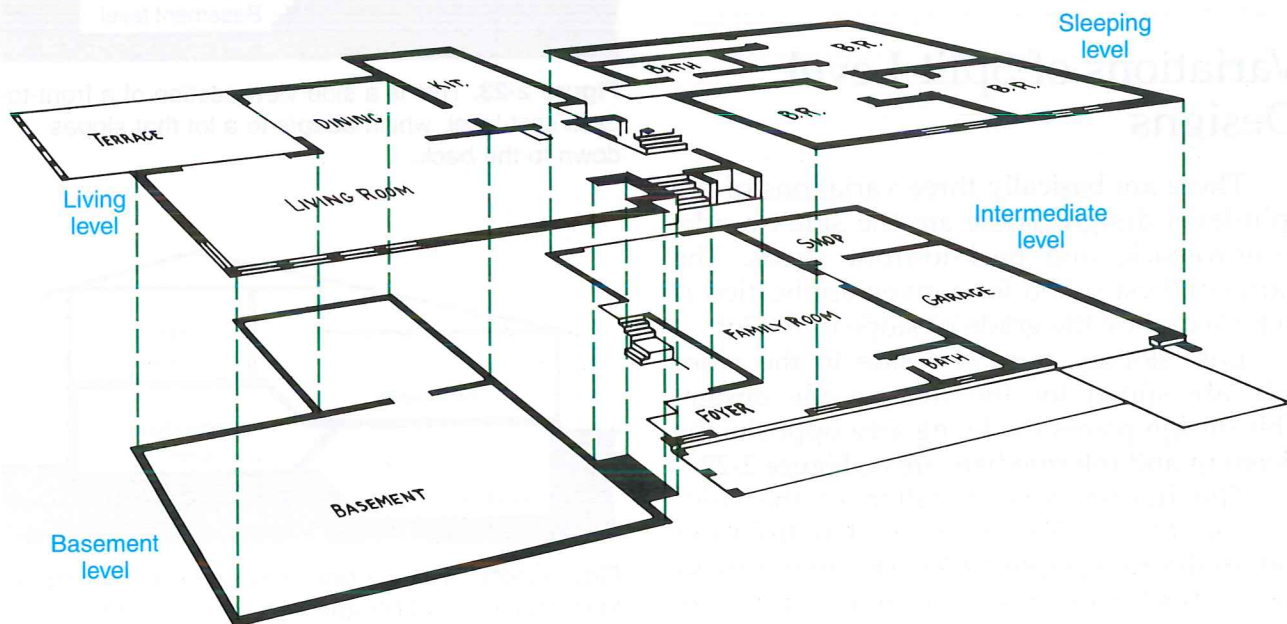 Sleeping
level
B.R.
BATH
B.R.
B.R.
KIT
DINING
TERRACE
Living
level
LIVING ROOM
Intermediate
level
SHOP
GARAGE
FAMILY ROOM
BATH
FOYER
BASEMENT
Basement
level